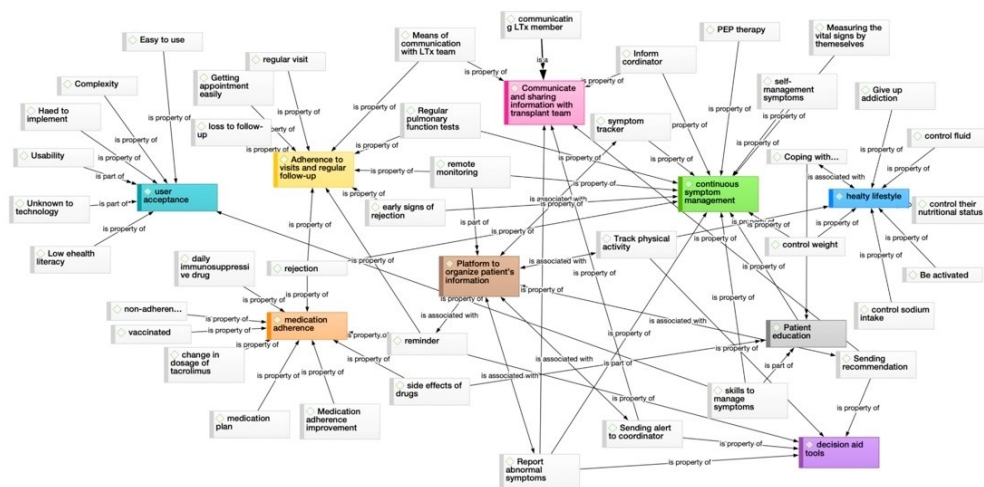 communicatin
g LTx member
Easy to use
Means of
communication
with LTx team
PEP therapy
Measuring the
vital signs by
themeselves
regular visit
Inform
cordinator
is a
Getting
appointment
easily
Complexity
Communicate
and sharing
information with
transplant team
self-
management
symptoms
Give up
addiction
Haed to
implement
loss to follow-
up
Regular
pulmonary
function tests
symptom
tracker
control fluid
Usability
Adherence to
visits and regular
follow-up
remote
monitoring
Coping with...
user
acceptance
continuous
symptom
management
healty lifestyle
Unknown to
technology
early signs of
rejection
control their
nutritional status
Low ehealth
literacy
Track physical
activity
control weight
daily
immunosuppressi
ve drug
rejection
Platform to
organize patient's
information
Be activated
non-adheren...
control sodium
intake
vaccinated
medication
adherence
reminder
Patient
education
change in
dosage of
tacrolimus
side effects of
drugs
Sending
recommendation
skills to
manage
symptoms
medication
plan
Medication
adherence
improvement
Sending alert
to coordinator
decision aid
tools
Report
abnormal
symptoms
is property of
is part of
is associated with